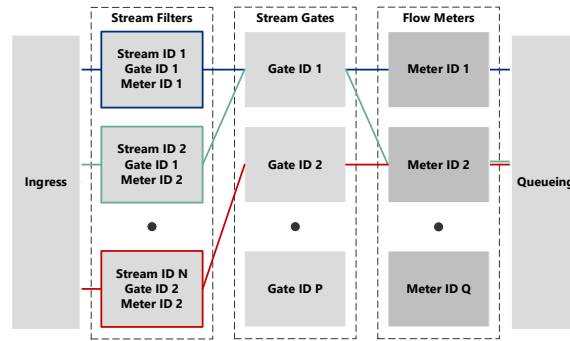 Stream Filters
Stream Gates
Flow Meters
Ingress
Stream ID 1
Gate ID 1
Meter ID 1
Stream ID 2
Gate ID 1
Meter ID 2
Stream ID N
Gate ID 2
Meter ID 2
Gate ID 1
Gate ID 2
Gate ID P
Meter ID 1
Meter ID 2
Meter ID Q
Queueing